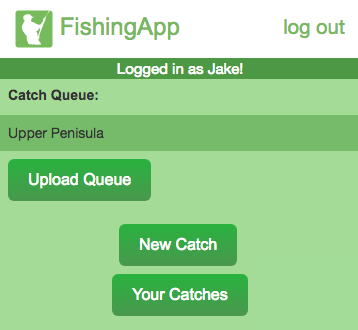 FishingApp
log out
Logged in as Jake!
Catch Queue:
Upper Penisula
Upload Queue
New Catch
Your Catches